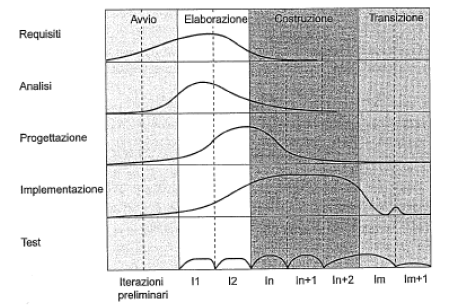 Avvio Elaborazione Costruzione Transizione
Requisiti
Analisi
Progettazione
Implementazione
Test
Iterazioni preliminari I1 I2 In In+1 In+2 Im Im+1